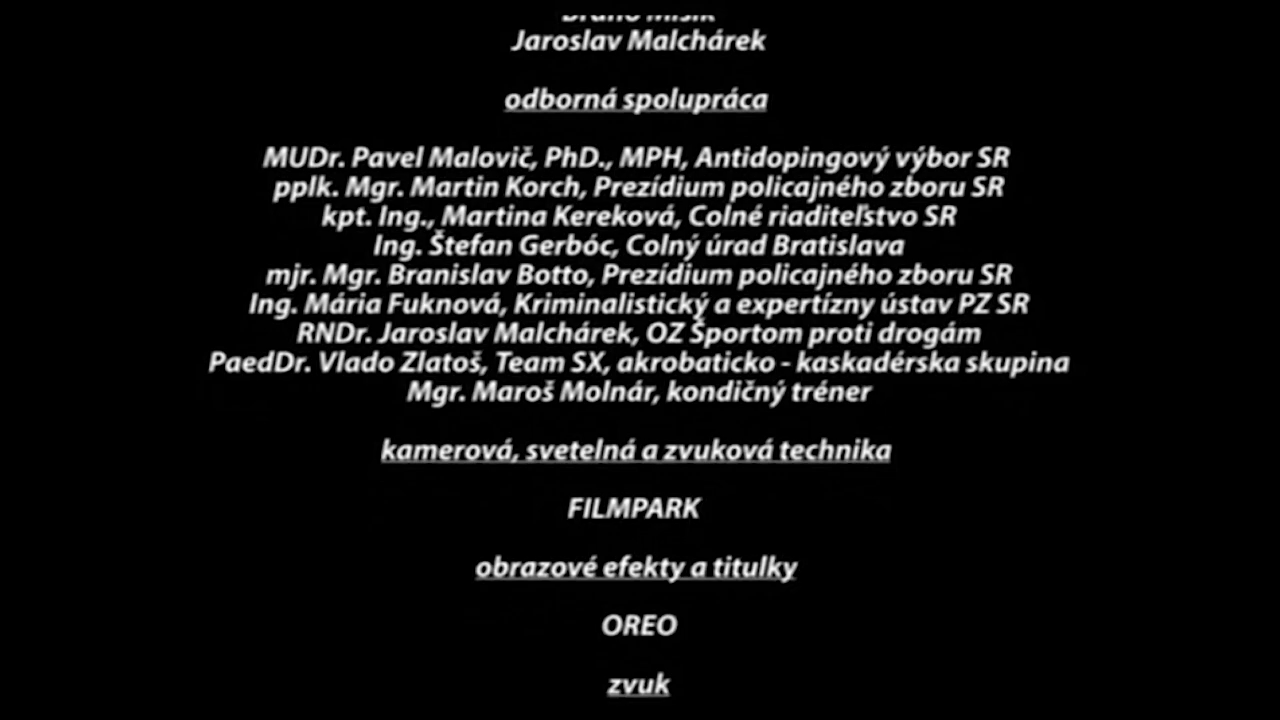 Jaroslav Malchárek
odborná spolupráca
MUDr. Pavel Malovič, PhD., MPH, Antidopingový výbor SR
pplk. Mgr. Martin Korch, Prezídium policajného zboru SR
kpt. Ing., Martina Kereková, Colné riaditeľstvo SR
Ing. Štefan Gerbóc, Colný úrad Bratislava
mjr. Mgr. Branislav Botto, Prezídium policajného zboru SR
Ing. Mária Fuknová, Kriminalistický a expertízny ústav PZ SR
RNDr. Jaroslav Malchárek, OZ Športom proti drogám
PaedDr. Vlado Zlatoš, Team SX, akrobaticko - kaskadérska skupina
Mgr. Maroš Molnár, kondičný tréner
kamerová, svetelná a zvuková technika
FILMPARK
obrazové efekty a titulky
OREO
zvuk